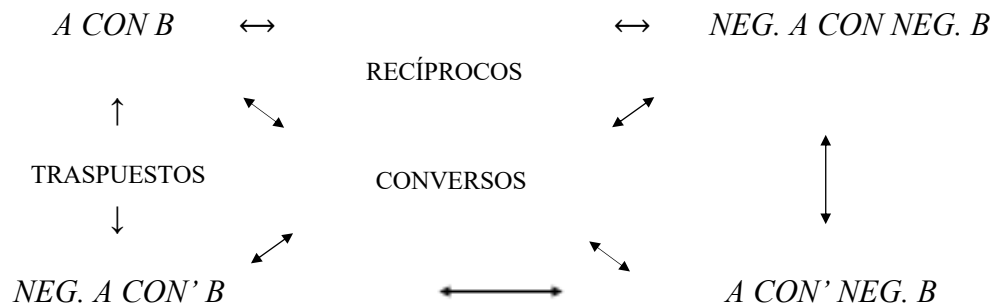 A CON B ↔ ↔ NEG. A CON NEG. B
RECÍPROCOS
↑
TRASPUESTOS
CONVERSOS
↓
NEG. A CON’ B
A CON’ NEG. B